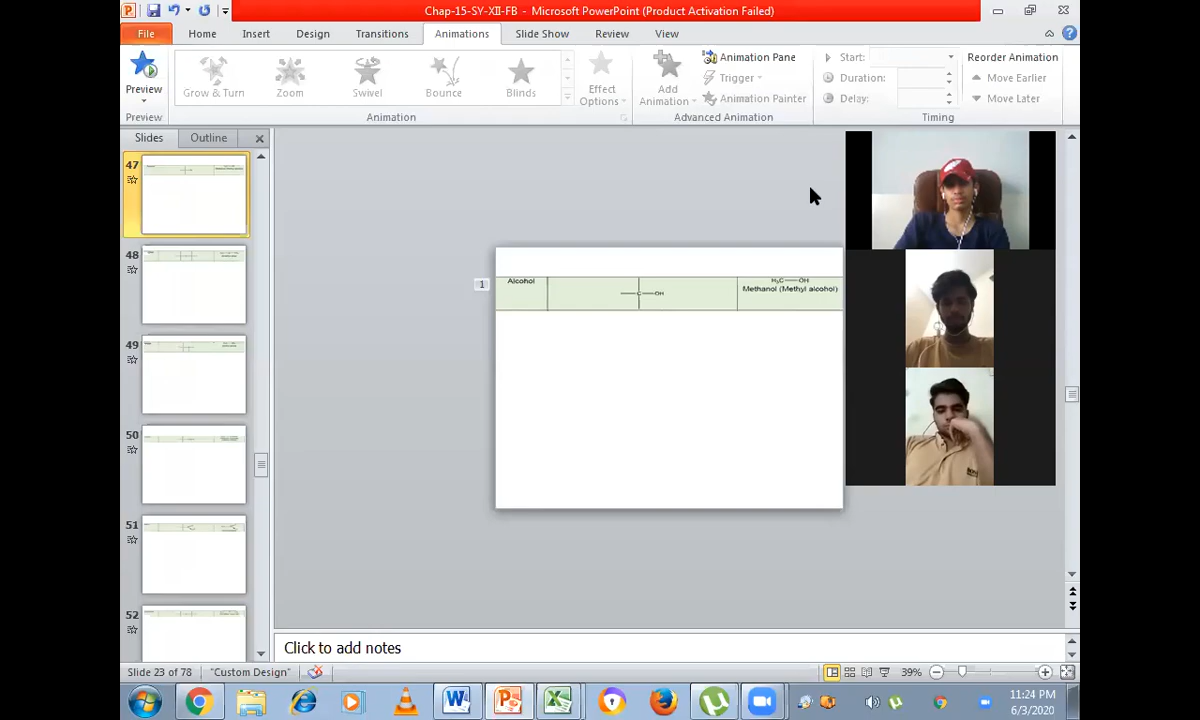 Chap-15-SY-XII-FB - Microsoft PowerPoint (Product Activation Failed)
File Home Insert Design Transitions Animations Slide Show Review View
Preview
Grow & Turn Zoom Swivel Bounce Blinds
Effect Options
Add Animation
Animation Pane
Trigger
Animation Painter
Start:
Duration:
Delay:
Reorder Animation
Move Earlier
Move Later
Preview Animation Advanced Animation Timing
Slides Outline
47
48
49
50
51
52
1
Alcohol
C OH
H3C OH
Methanol (Methyl alcohol)
Click to add notes
Slide 23 of 78 "Custom Design" 39%
11:24 PM
6/3/2020